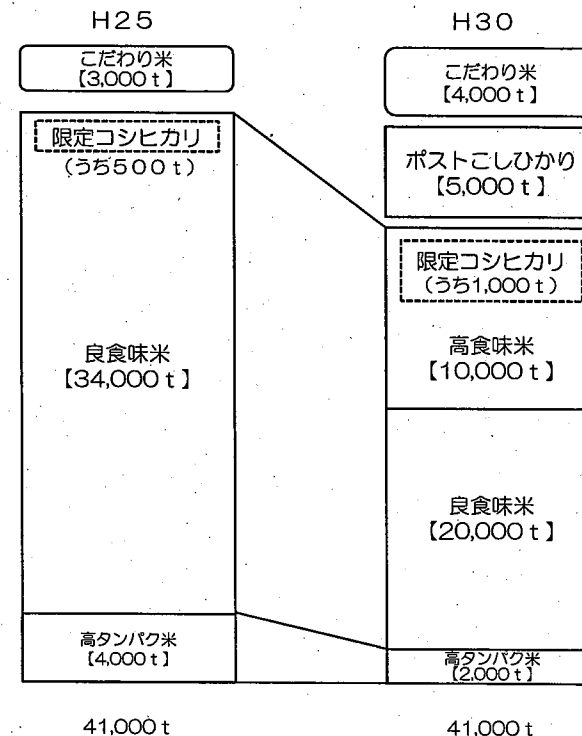 H25
こだわり米
【3,000t】
限定コシヒカリ
(うち500t)
良食味米
【34,000t】
高タンパク米
【4,000t】
41,000t
H30
こだわり米
【4,000t】
ポストこしひかり
【5,000t】
限定コシヒカリ
(うち1,000t)
高食味米
【10,000t】
良食味米
【20,000t】
高タンパク米
【2,000t】
41,000t